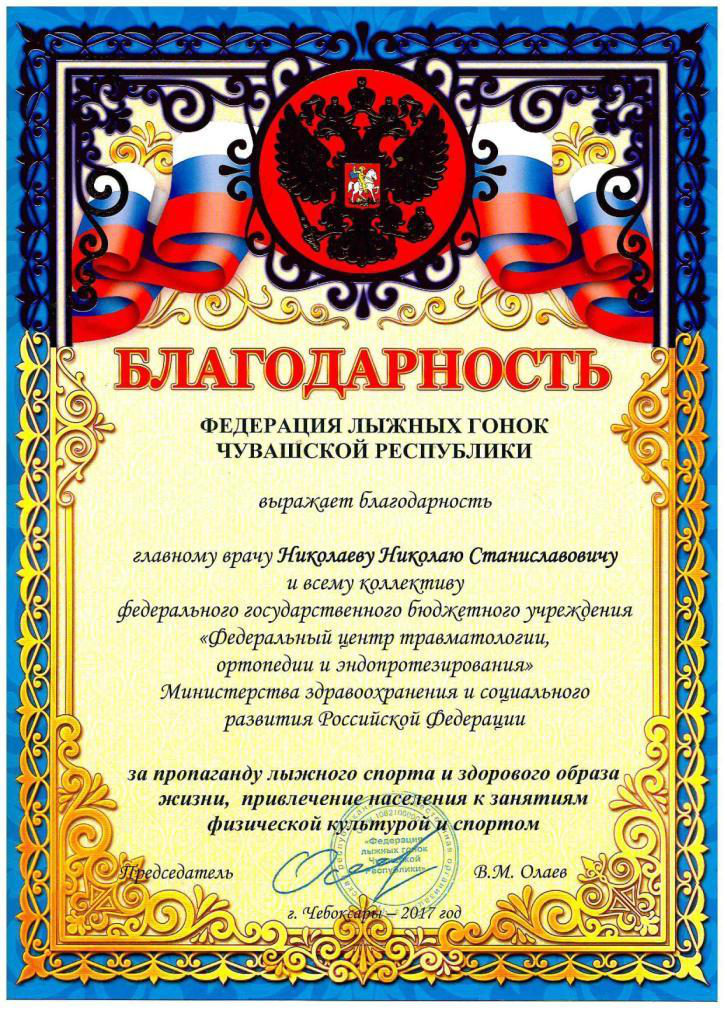 БЛАГОДАРНОСТЬ
ФЕДЕРАЦИЯ ЛЫЖНЫХ ГОНОК
ЧУВАШСКОЙ РЕСПУБЛИКИ
выражает благодарность
главному врачу Николаеву Николаю Станиславовичу
и всему коллективу
федерального государственного бюджетного учреждения
«Федеральный центр травматологии,
ортопедии и эндопротезирования»
Министерства здравоохранения и социального
развития Российской Федерации
за пропаганду лыжного спорта и здорового образа
жизни, привлечение населения к занятиям
физической культурой и спортом
«Федерация
лыжных гонок
Чувашской
Республики»
Председатель
В.М. Олаев
г. Чебоксары – 2017 год